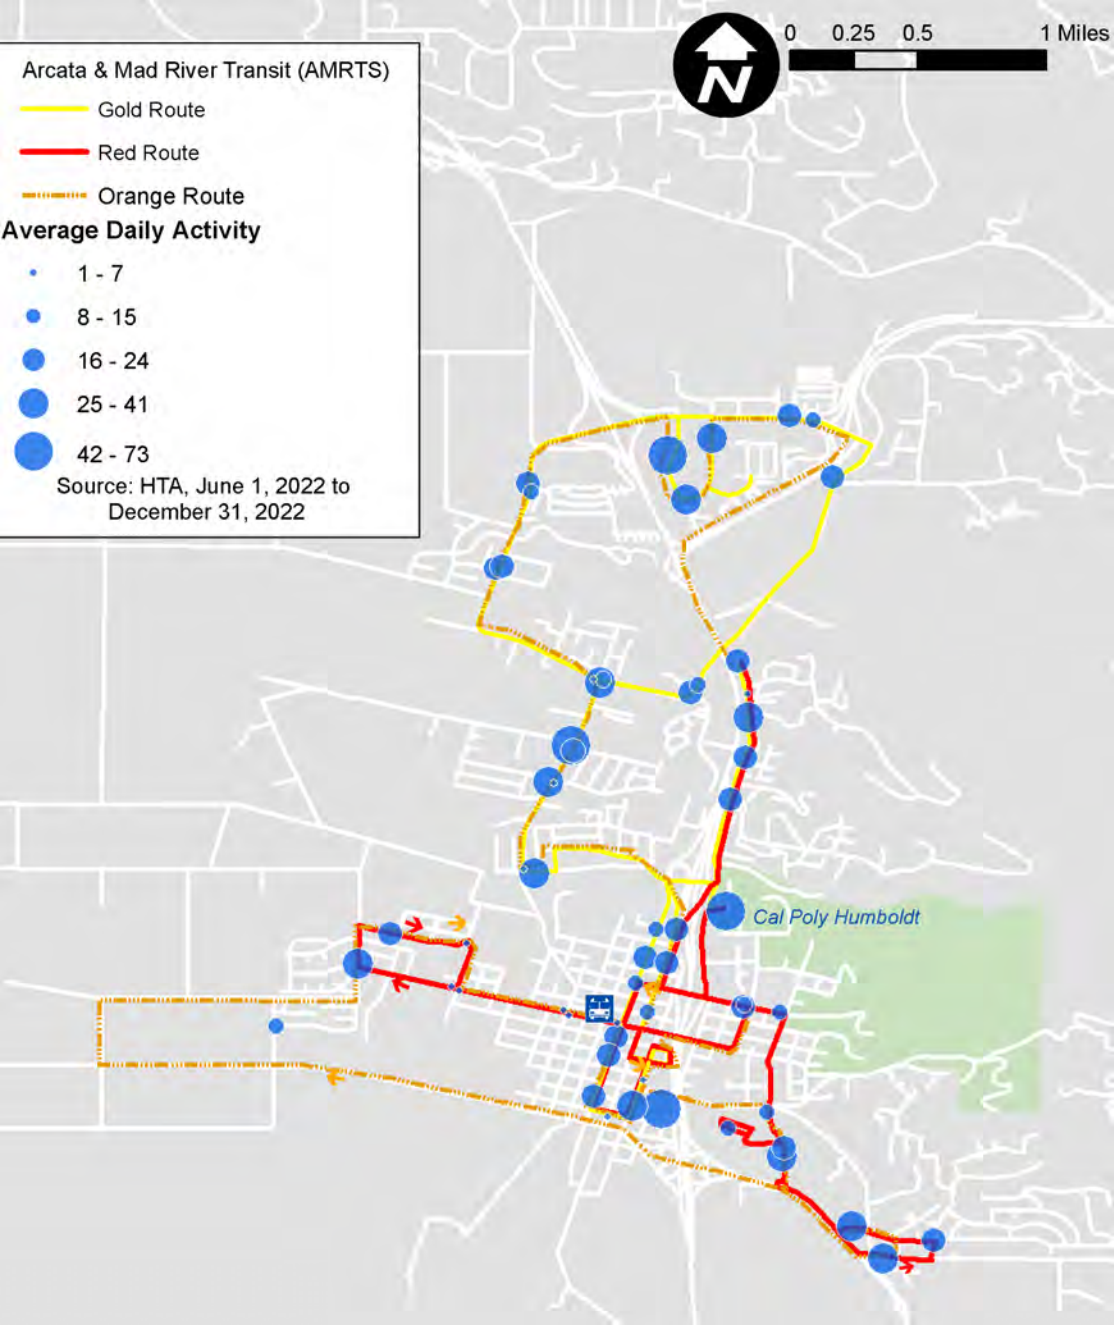 0 0.25 0.5 1 Miles
N
Arcata & Mad River Transit (AMRTS)
Gold Route
Red Route
Orange Route
Average Daily Activity
1 - 7
8 - 15
16 - 24
25 - 41
42 - 73
Source: HTA, June 1, 2022 to
December 31, 2022
Cal Poly Humboldt